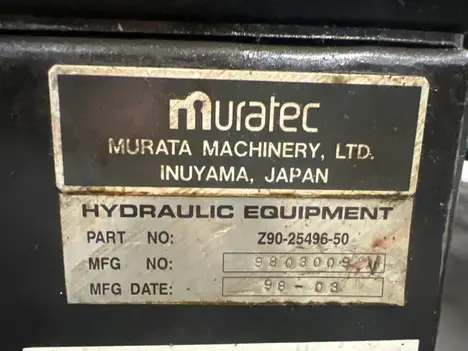 muratec
MURATA MACHINERY, LTD.
INUYAMA, JAPAN
HYDRAULIC EQUIPMENT
PART NO: Z90-25496-50
MFG NO: 9803009 V
MFG DATE: 98-03